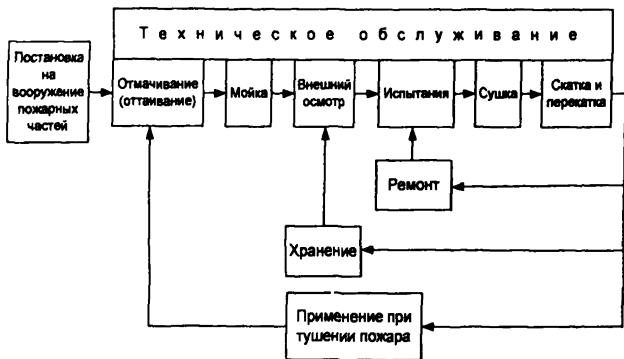 Техническое обслуживание
Постановка
на
вооружение
пожарных
частей
Отмачивание
(оттаивание)
Мойка
Внешний
осмотр
Испытания
Сушка
Скатка и
перекатка
Ремонт
Хранение
Применение при
тушении пожара